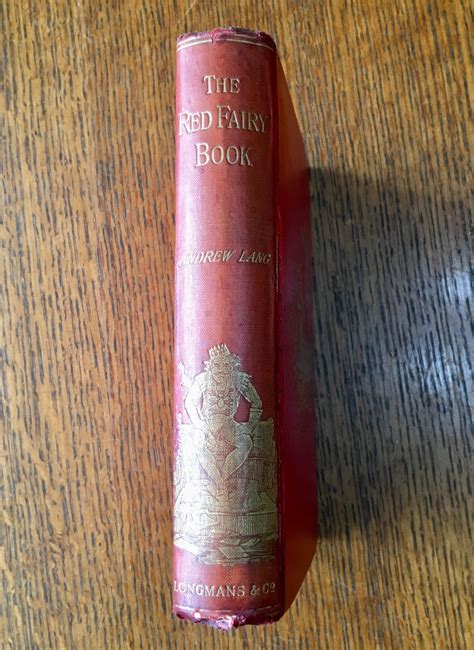 THE
RED FAIRY
BOOK
ANDREW LANG
LONGMANS & Co